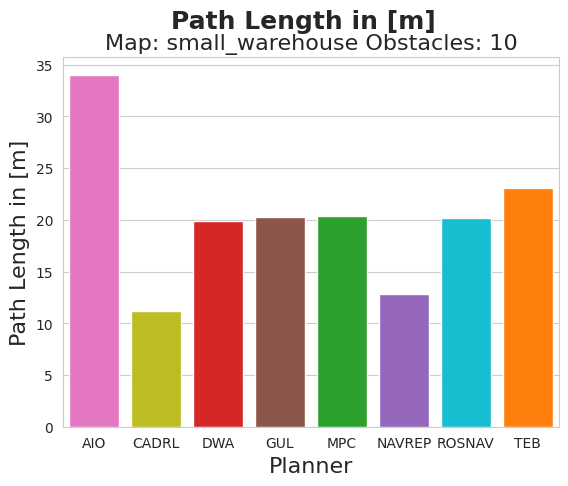 Path Length in [m]
Map: small_warehouse Obstacles: 10
Path Length in [m]
35
30
25
20
15
10
5
0
AIO CADRL DWA GUL MPC NAVREP ROSNAV TEB
Planner